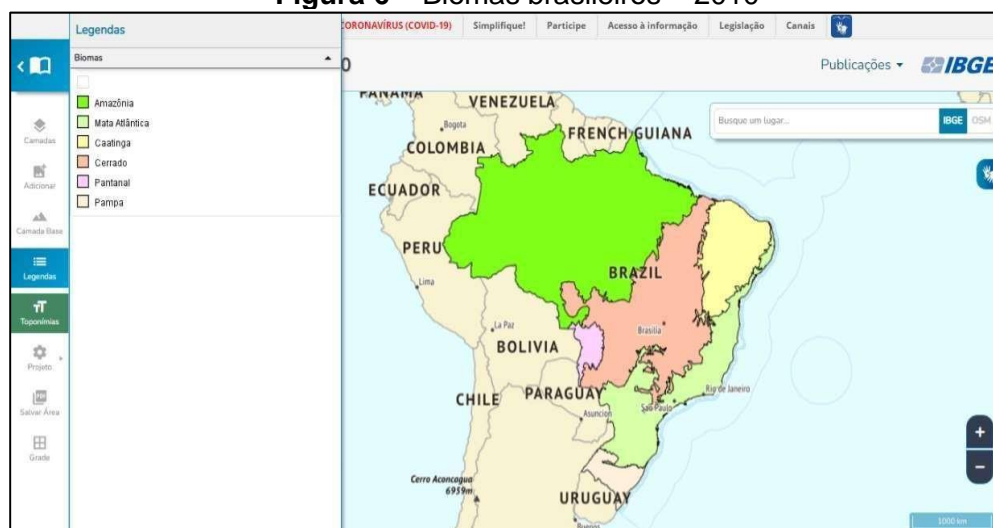 Biomas brasileiros – 2010
Legendas
CORONAVÍRUS (COVID-19)
Simplifique!
Participe
Acesso à informação
Legislação
Canais
Biomas
Publicações
IBGE
Amazônia
Mata Atlântica
Caatinga
Cerrado
Pantanal
Pampa
Camadas
Adicionar
Camada Base
Legendas
Toponímias
Projeto
Salvar Área
Grade
Busque um lugar...
IBGE
OSM
PANAMA
VENEZUELA
Bogota
FRENCH GUIANA
COLOMBIA
ECUADOR
PERU
BRAZIL
Lima
La Paz
Brasília
BOLIVIA
CHILE
PARAGUAY
Rio de Janeiro
São Paulo
Asuncion
Cerro Aconcagua
6959m
URUGUAY
Buenos
1000 km